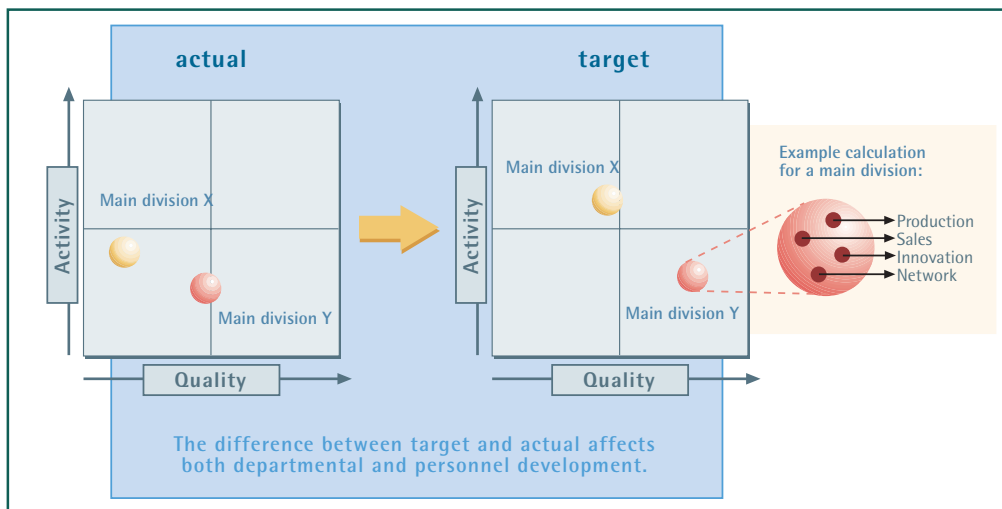 actual
target
Main division X
Main division Y
Activity
Quality
Main division X
Main division Y
Activity
Quality
Example calculation
for a main division:
Production
Sales
Innovation
Network
The difference between target and actual affects
both departmental and personnel development.